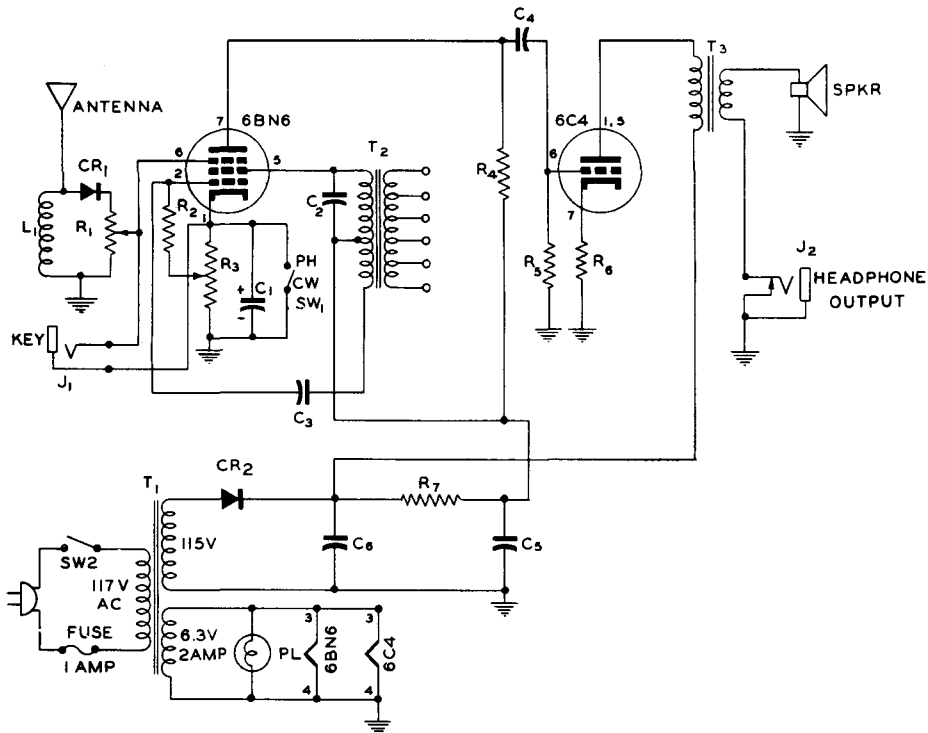 C4
T3
7
6BN6
6C4
1,5
SPKR
ANTENNA
6
2
5
T2
6
CR1
L1
R1
R2
1
C2
R4
7
R3
PH
CW
SW1
+
C1
-
R5
R6
J2
HEADPHONE
OUTPUT
KEY
J1
C3
CR2
T1
R7
115V
C6
C5
SW2
117V
AC
FUSE
1 AMP
6.3V
2AMP
PL
3
6BN6
4
3
6C4
4